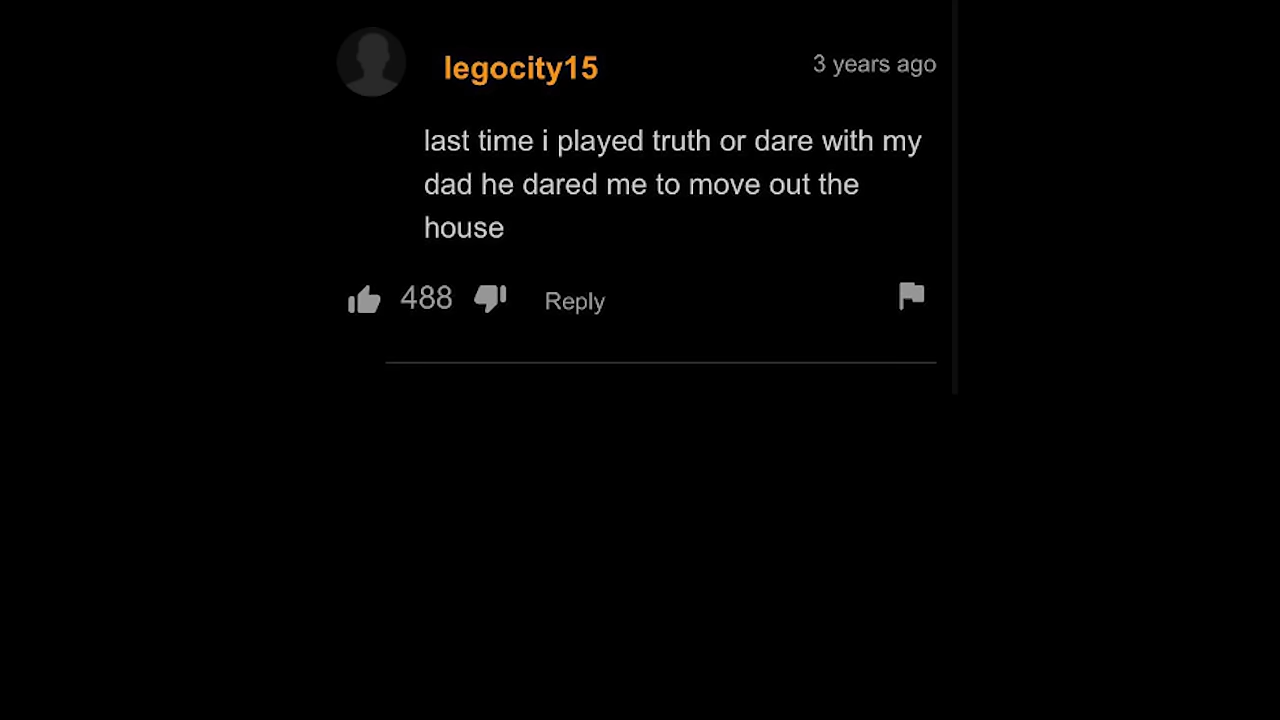 legocity15
3 years ago
last time i played truth or dare with my
dad he dared me to move out the
house
488
Reply